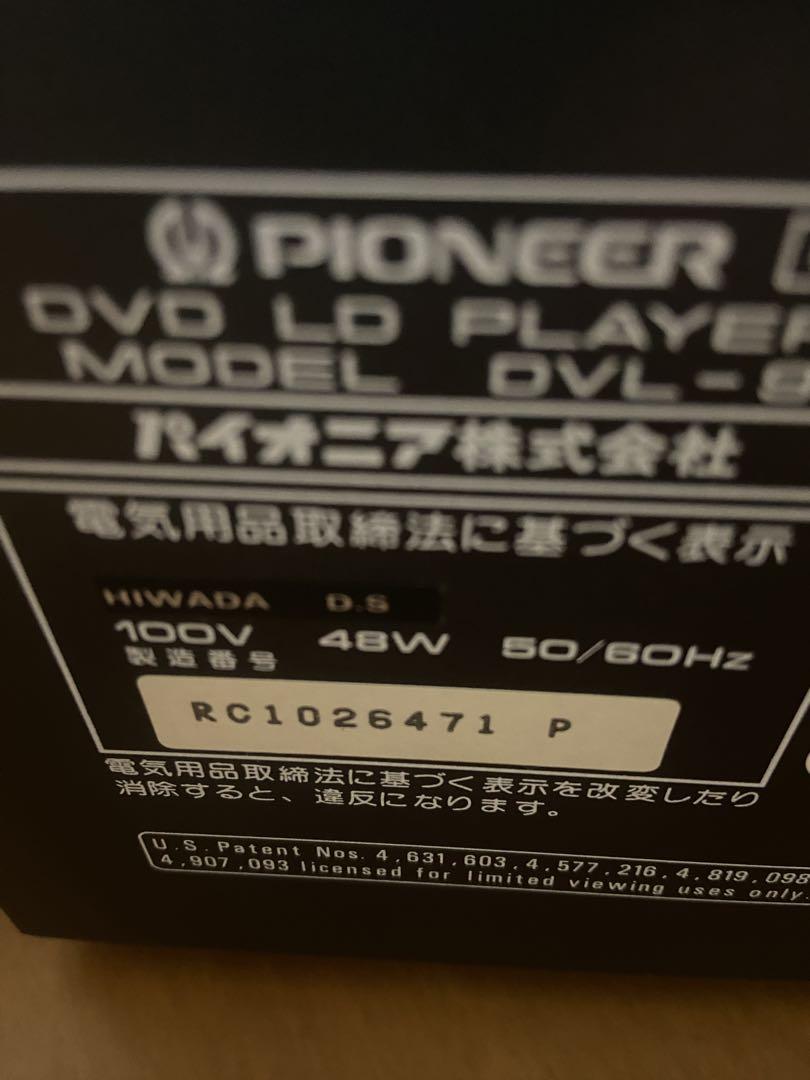 PIONEER
DVD LD PLAYER
MODEL DVL-9
パイオニア株式会社
電気用品取締法に基づく表示
HIWADA D.S
100V 48W 50/60Hz
製造番号
RC1026471 P
電気用品取締法に基づく表示を改変したり
消除すると、違反になります。
U.S.Patent Nos. 4,631,603,4,577,216,4,819,098
4,907,093 licensed for limited viewing uses only.